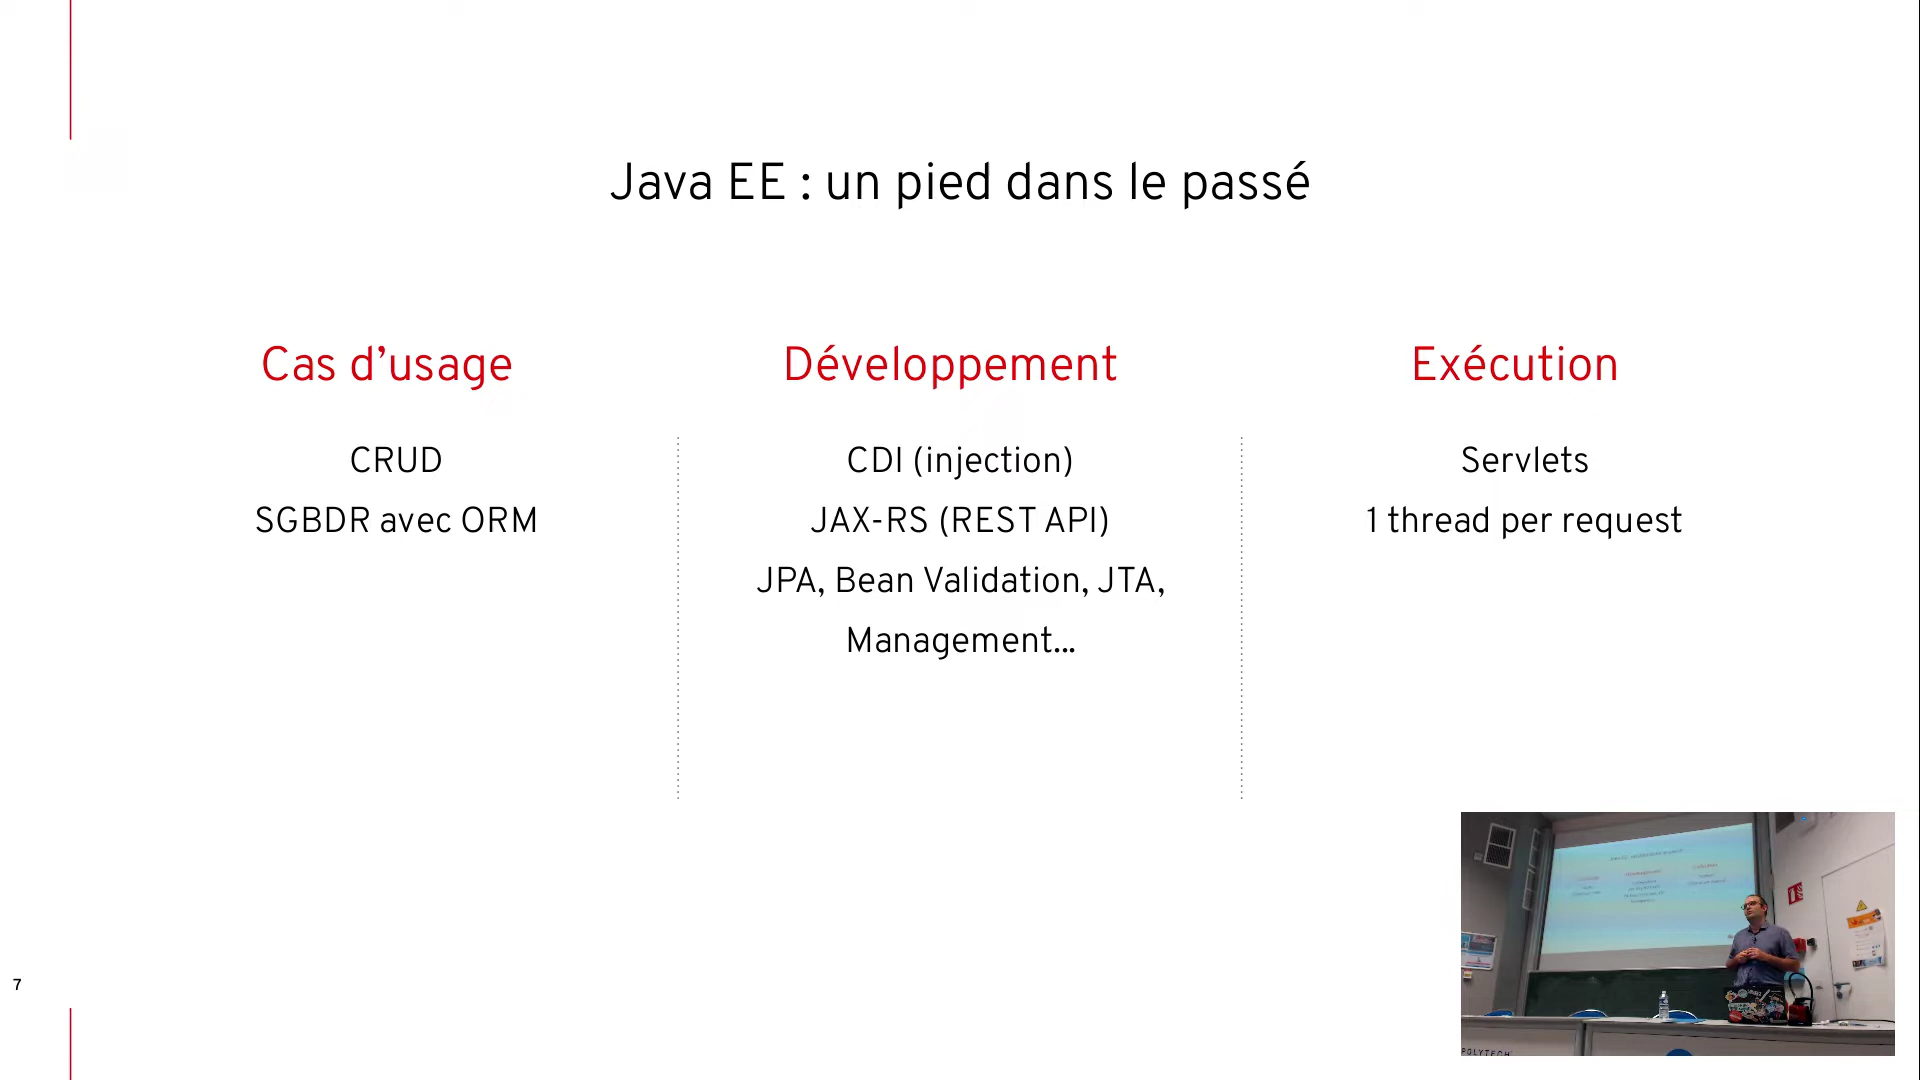 Java EE : un pied dans le passé
Cas d’usage
CRUD
SGBDR avec ORM
Développement
CDI (injection)
JAX-RS (REST API)
JPA, Bean Validation, JTA,
Management...
Exécution
Servlets
1 thread per request
7
POLYTECH